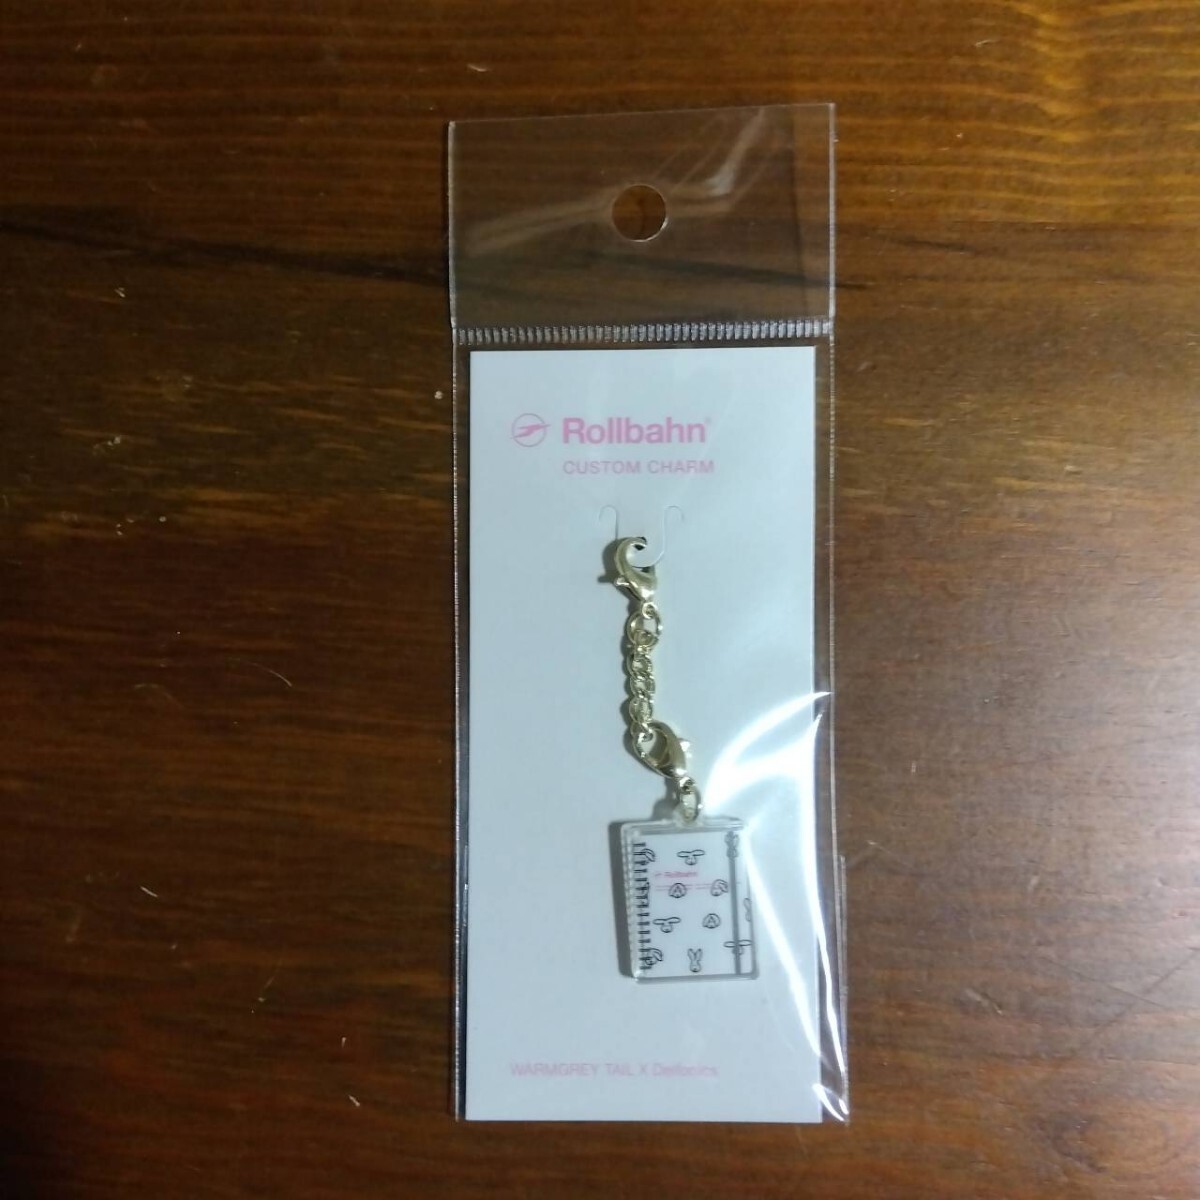 Rollbahn®
CUSTOM CHARM
Rollbahn
WARMGREY TAIL X Delfonics